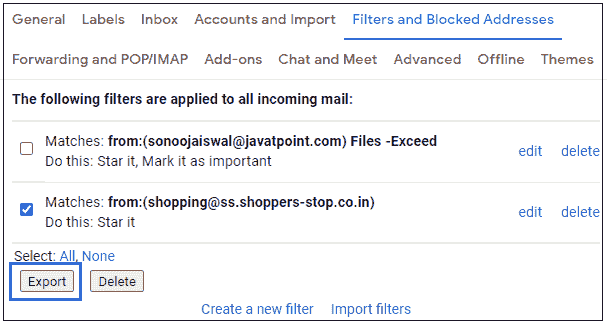 General Labels Inbox Accounts and Import Filters and Blocked Addresses
Forwarding and POP/IMAP Add-ons Chat and Meet Advanced Offline Themes
The following filters are applied to all incoming mail:
Matches: from:(sonoojaiswal@javatpoint.com) Files -Exceed edit delete
Do this: Star it, Mark it as important
Matches: from:(shopping@ss.shoppers-stop.co.in) edit delete
Do this: Star it
Select: All, None
Export Delete
Create a new filter Import filters